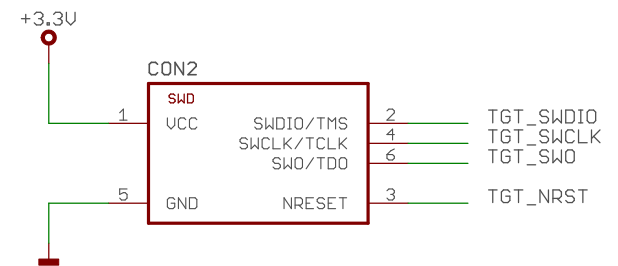 +3.3V
CON2
SWD
1 VCC SWDIO/TMS 2 TGT_SWDIO
SWCLK/TCLK 4 TGT_SWCLK
SWO/TDO 6 TGT_SWO
5 GND NRESET 3 TGT_NRST